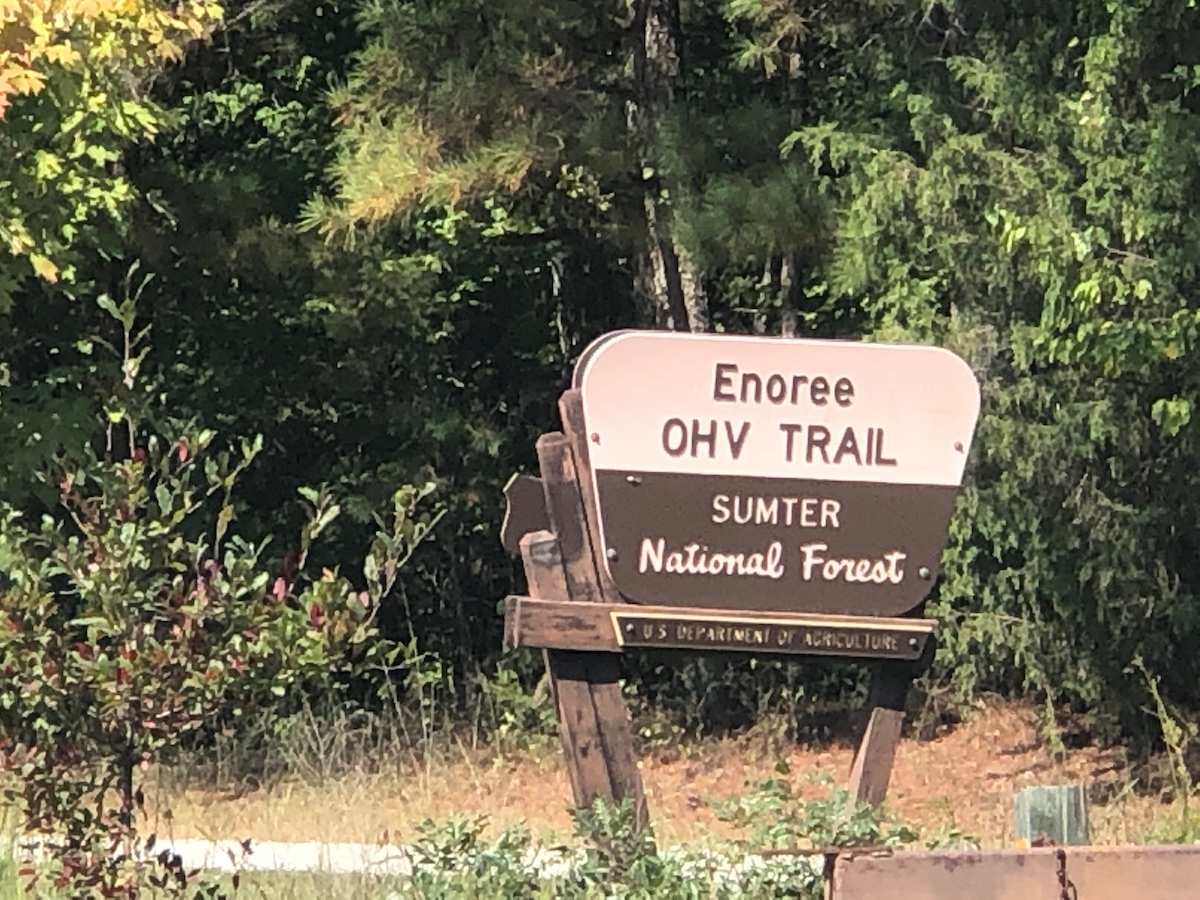 Enoree
OHV TRAIL
SUMTER
National Forest
U S DEPARTMENT OF AGRICULTURE